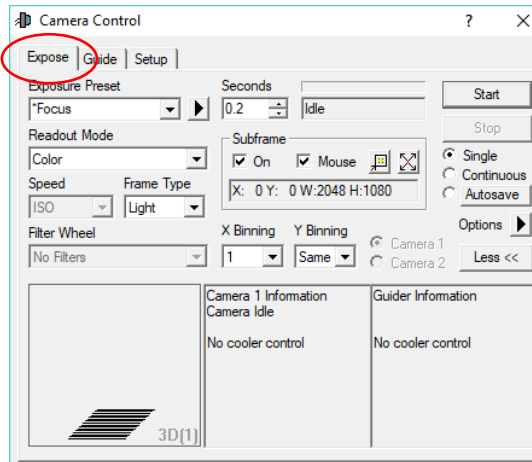 Camera Control
Expose Guide Setup
Exposure Preset
*Focus
Seconds
0.2
Idle
Start
Stop
Readout Mode
Color
Subframe
On Mouse
X: 0 Y: 0 W:2048 H:1080
Single
Continuous
Autosave
Speed Frame Type
ISO Light
Filter Wheel
No Filters
X Binning Y Binning
1 Same
Camera 1
Camera 2
Options
Less <<
Camera 1 Information
Camera Idle
No cooler control
Guider Information
No cooler control
3D(1)